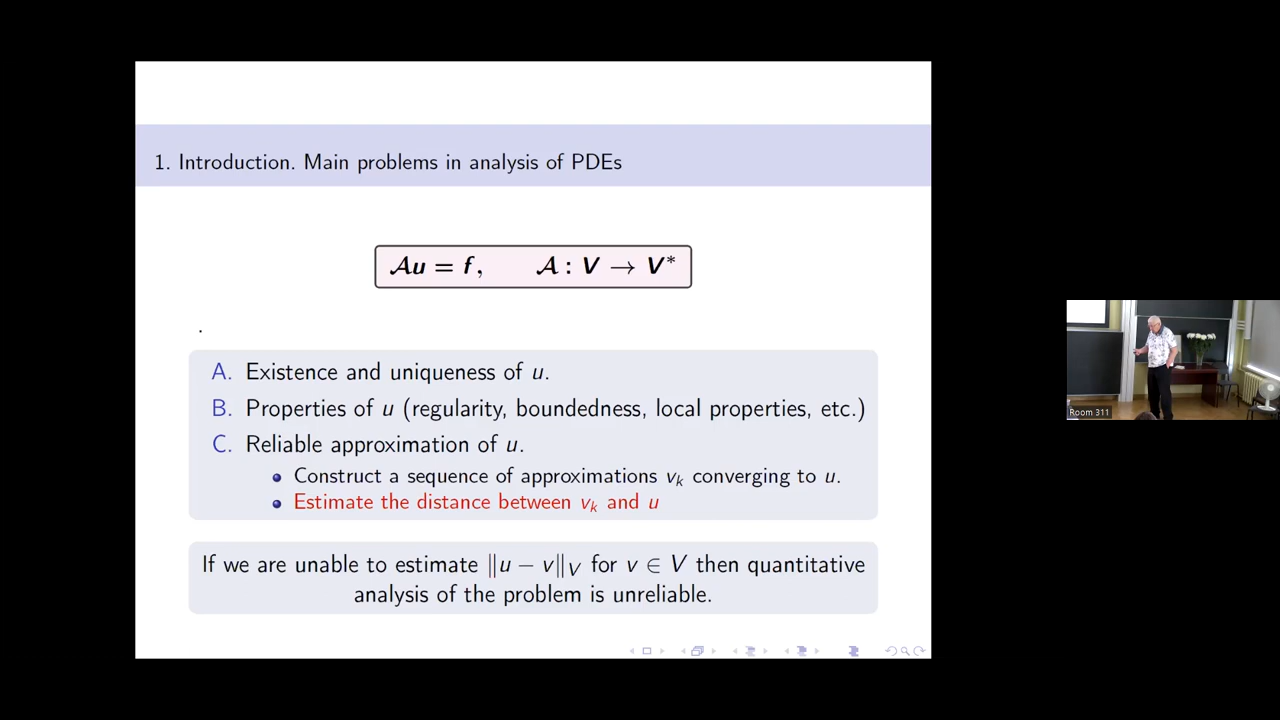 1. Introduction. Main problems in analysis of PDEs
𝒜u = f, 𝒜 : V → V*
.
A. Existence and uniqueness of u.
B. Properties of u (regularity, boundedness, local properties, etc.)
C. Reliable approximation of u.
• Construct a sequence of approximations vₖ converging to u.
• Estimate the distance between vₖ and u
If we are unable to estimate ‖u − v‖_V for v ∈ V then quantitative
analysis of the problem is unreliable.
Room 311